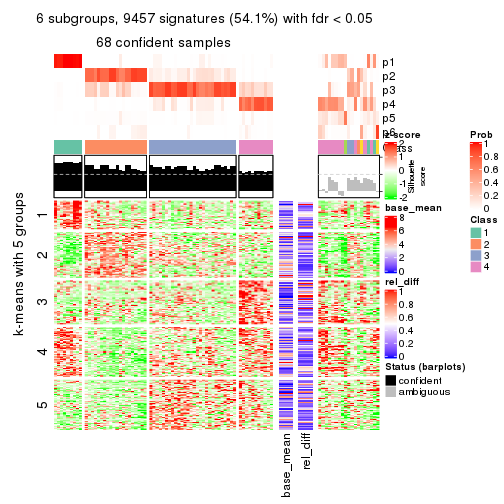 6 subgroups, 9457 signatures (54.1%) with fdr < 0.05
68 confident samples
p1
p2
p3
p4
p5
p6
Class
z-score
2
1
0
-1
-2
Silhouette
score
Prob
1
0.8
0.6
0.4
0.2
0
Class
1
2
3
4
base_mean
8
6
4
2
0
rel_diff
1
0.8
0.6
0.4
0.2
0
Status (barplots)
confident
ambiguous
k-means with 5 groups
1
2
3
4
5
base_mean
rel_diff